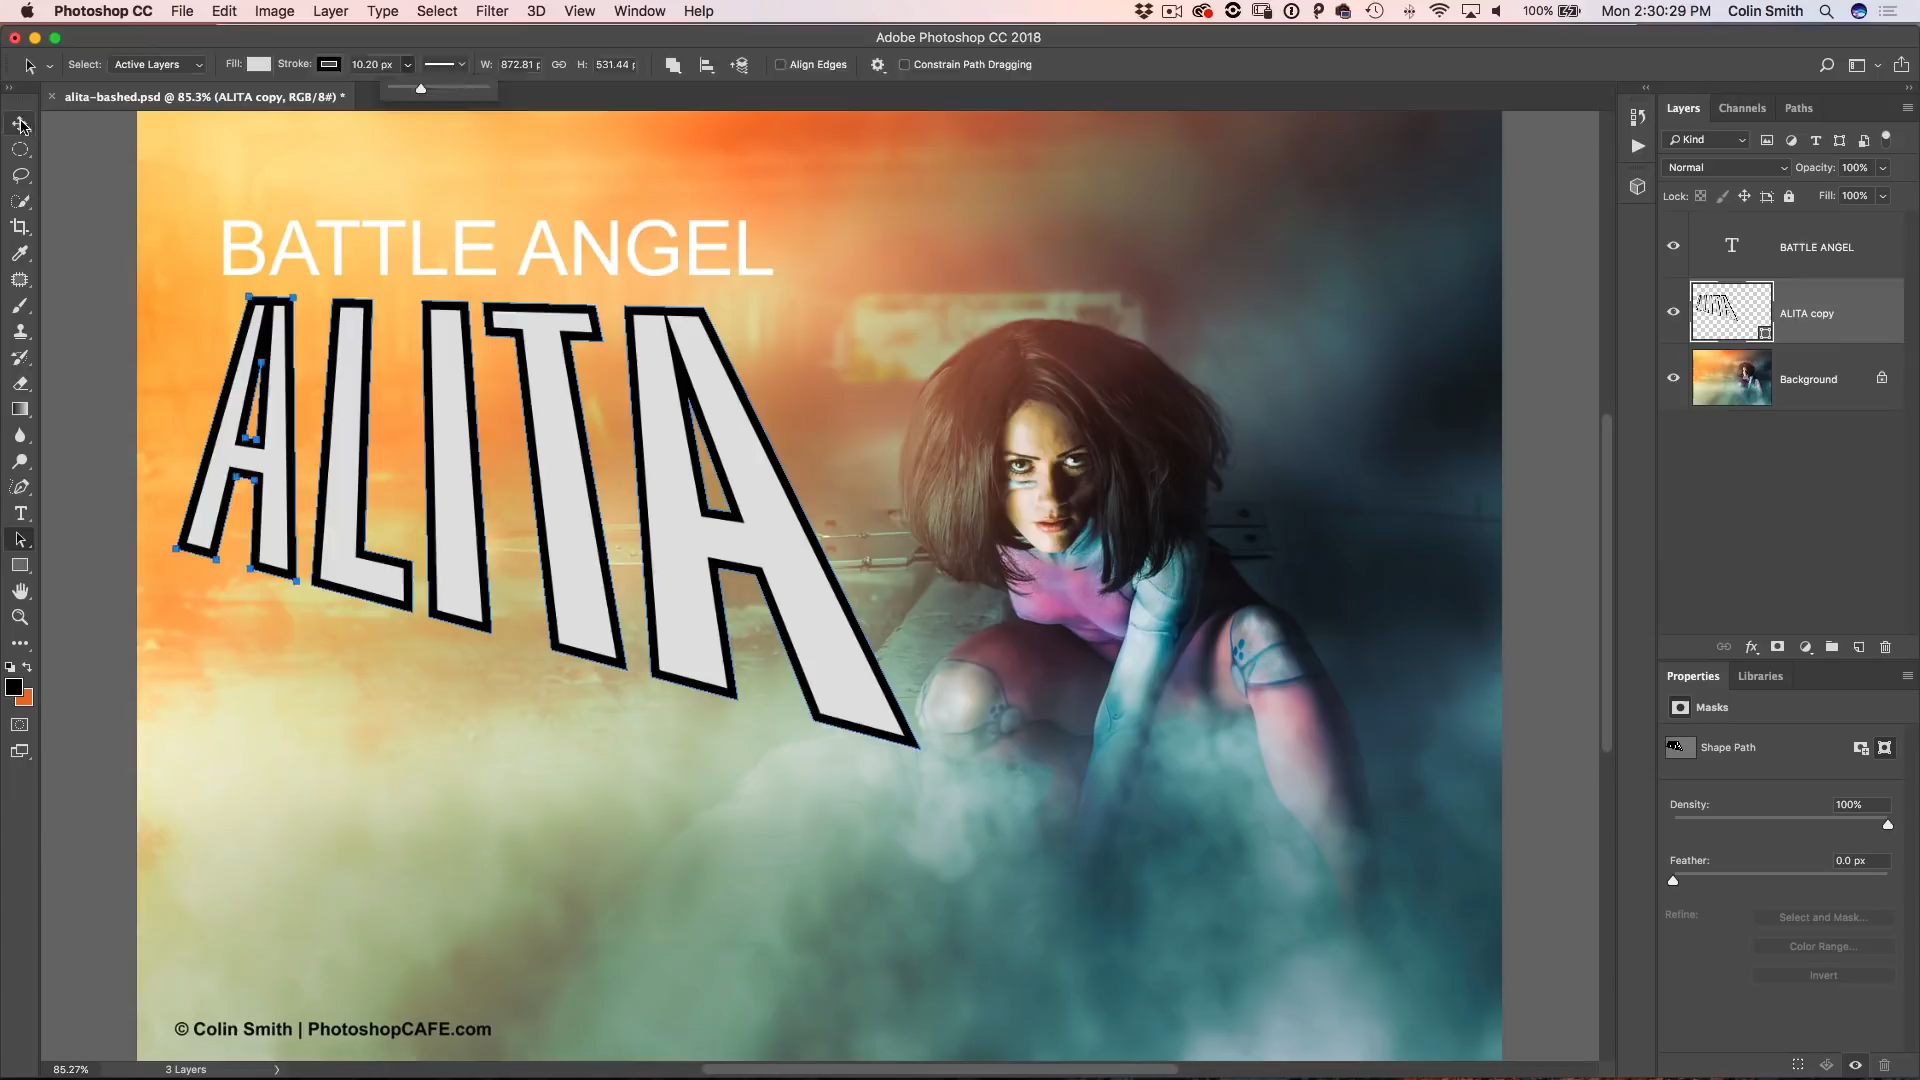 Photoshop CC File Edit Image Layer Type Select Filter 3D View Window Help 100% Mon 2:30:29 PM Colin Smith
Adobe Photoshop CC 2018
Select: Active Layers Fill: Stroke: 10.20 px W: 872.81 p H: 531.44 p Align Edges Constrain Path Dragging
alita-bashed.psd @ 85.3% (ALITA copy, RGB/8#) *
Layers Channels Paths
Kind
Normal Opacity: 100%
Lock: Fill: 100%
BATTLE ANGEL
ALITA
© Colin Smith | PhotoshopCAFE.com
T BATTLE ANGEL
ALITA copy
Background
Properties Libraries
Masks
Shape Path
Density: 100%
Feather: 0.0 px
Refine: Select and Mask...
Color Range...
Invert
85.27% 3 Layers